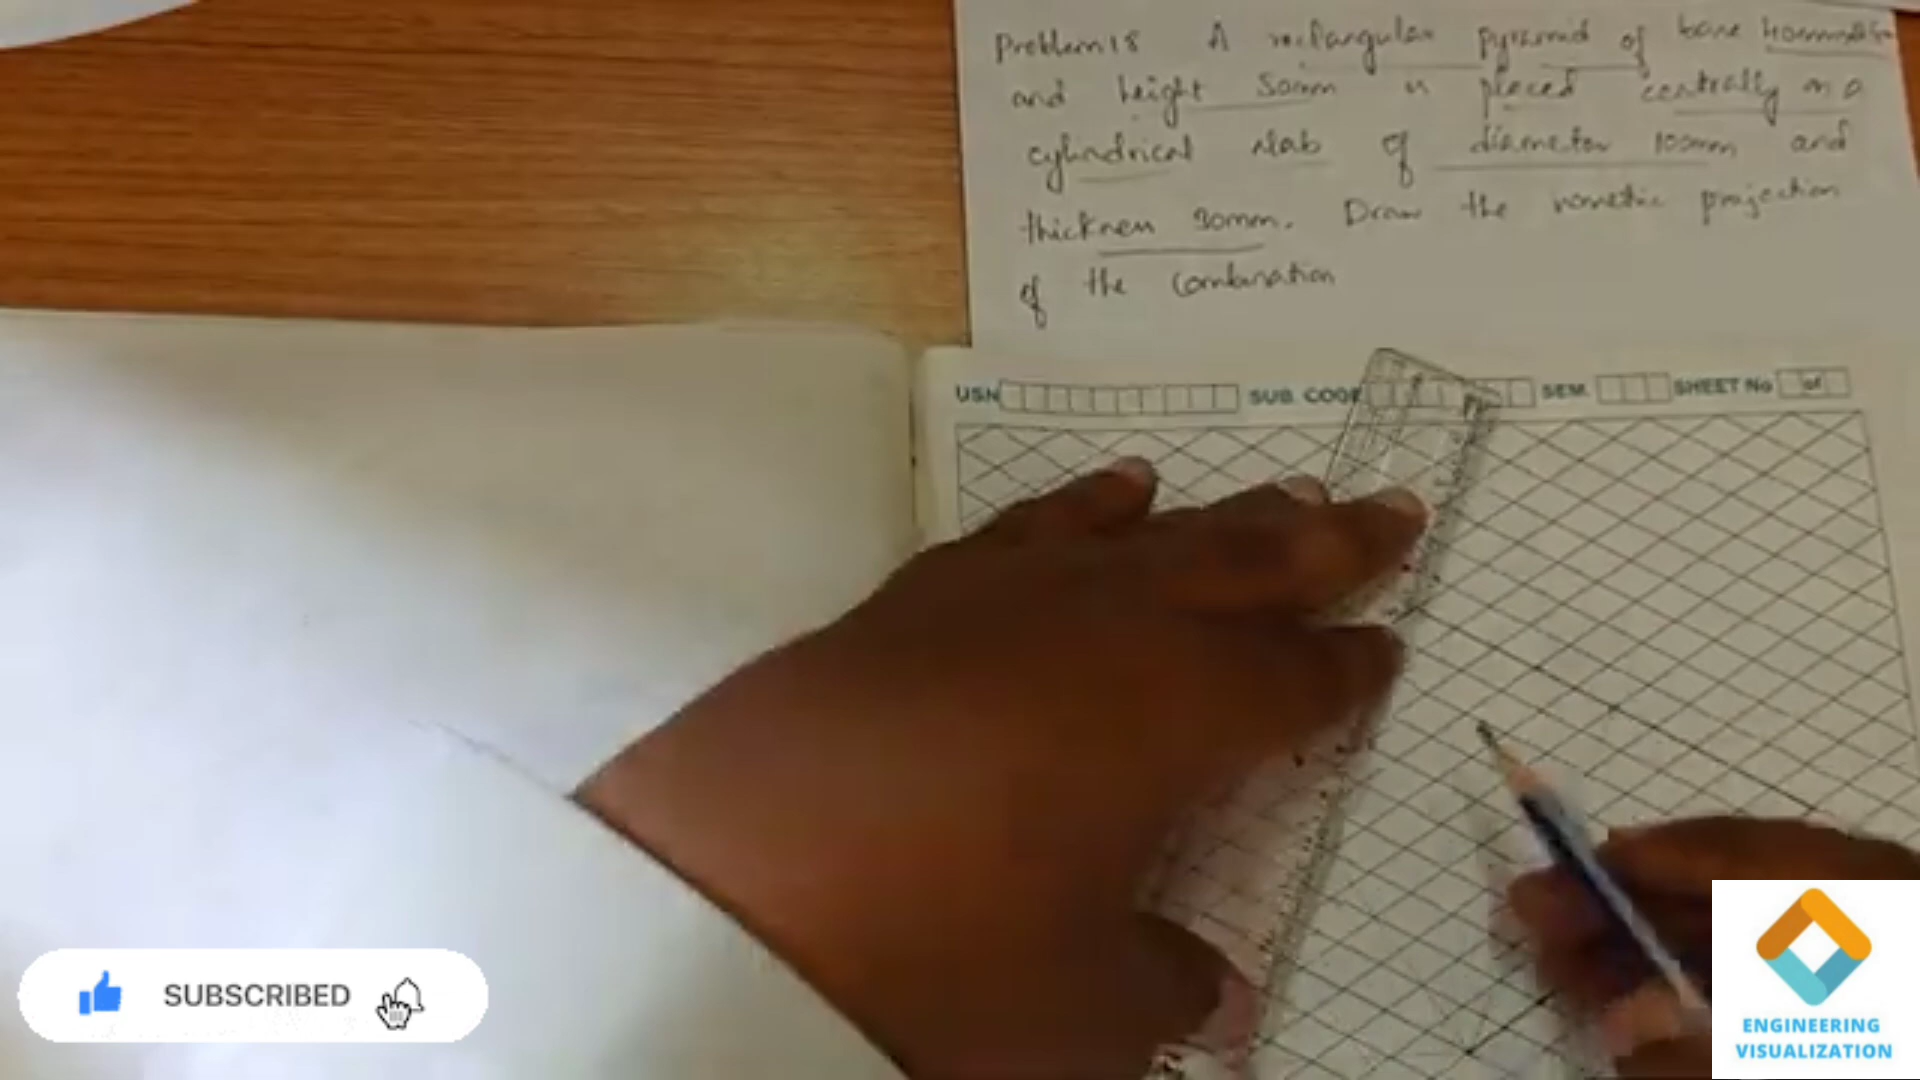 Problem 18 A rectangular pyramid of base 40mmx25mm
and height 50mm is placed centrally on a
cylindrical slab of diameter 100mm and
thickness 30mm. Draw the isometric projection
of the combination
USN SUB CODE SEM. SHEET No of
SUBSCRIBED
ENGINEERING
VISUALIZATION